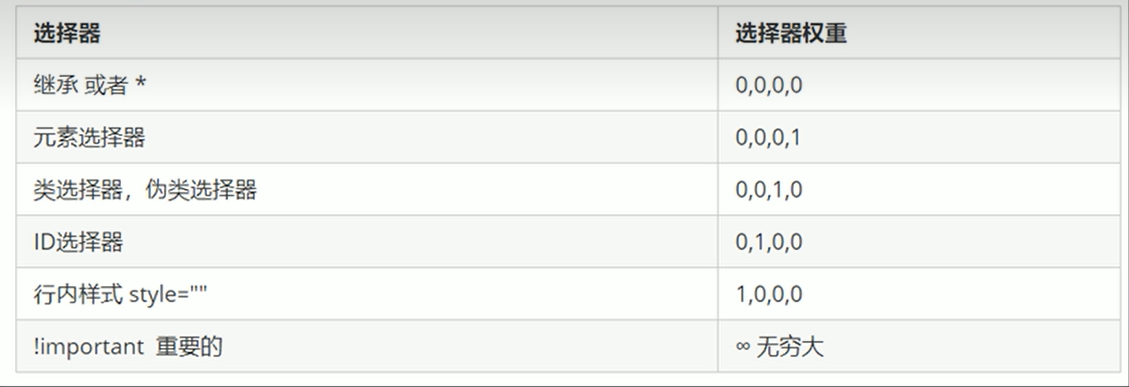 选择器 选择器权重
继承 或者 * 0,0,0,0
元素选择器 0,0,0,1
类选择器，伪类选择器 0,0,1,0
ID选择器 0,1,0,0
行内样式 style="" 1,0,0,0
!important 重要的 ∞ 无穷大